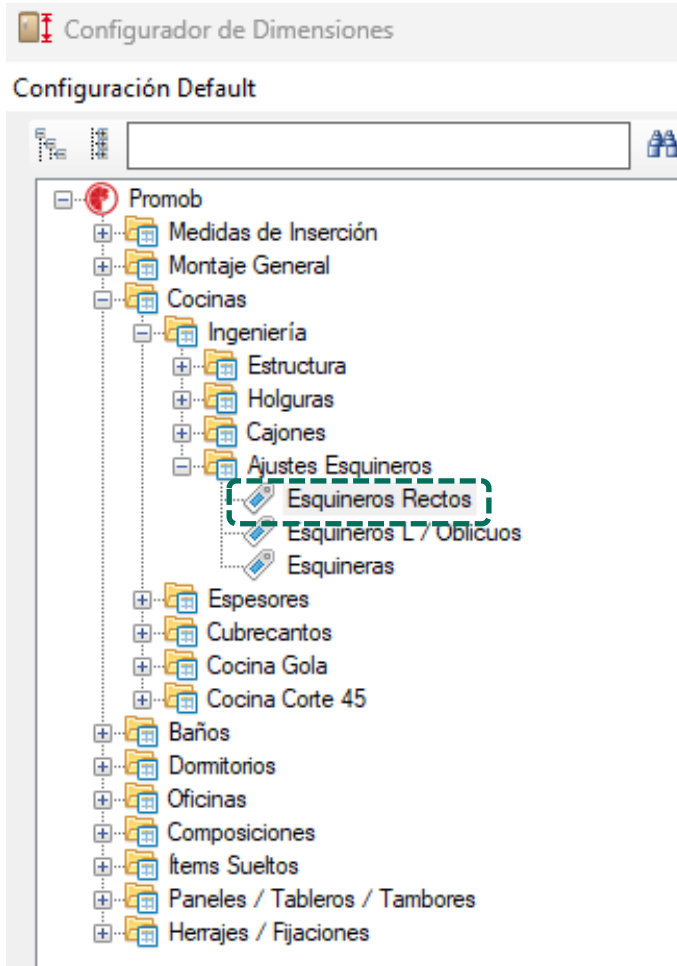 Configurador de Dimensiones
Configuración Default
Promob
Medidas de Inserción
Montaje General
Cocinas
Ingeniería
Estructura
Holguras
Cajones
Ajustes Esquineros
Esquineros Rectos
Esquineros L / Oblicuos
Esquineras
Espesores
Cubrecantos
Cocina Gola
Cocina Corte 45
Baños
Dormitorios
Oficinas
Composiciones
Ítems Sueltos
Paneles / Tableros / Tambores
Herrajes / Fijaciones